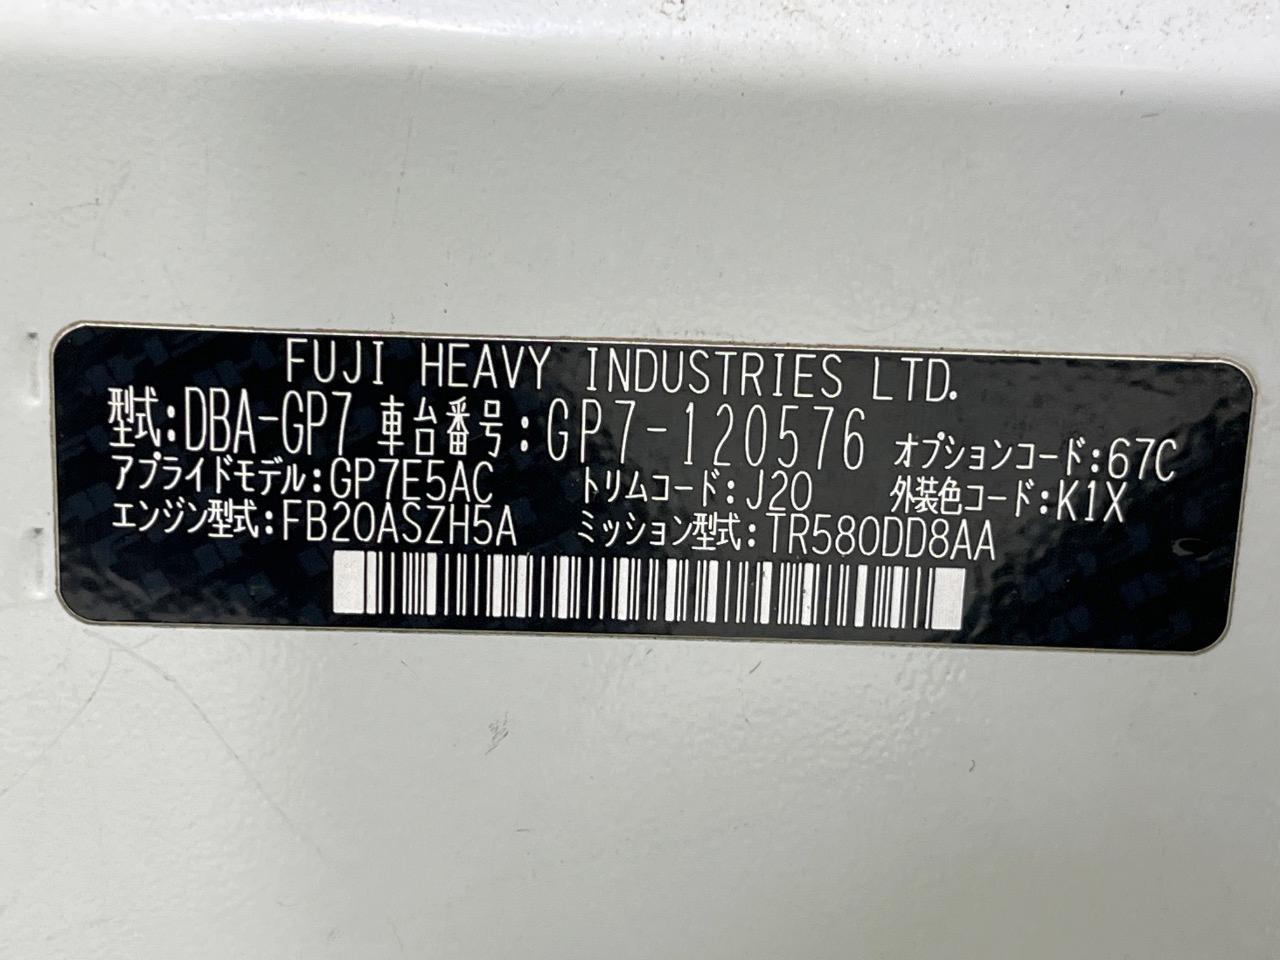 FUJI HEAVY INDUSTRIES LTD.
型式:DBA-GP7 車台番号:GP7-120576 オプションコード:67C
アプライドモデル:GP7E5AC トリムコード:J20 外装色コード:K1X
エンジン型式:FB20ASZH5A ミッション型式:TR580DD8AA